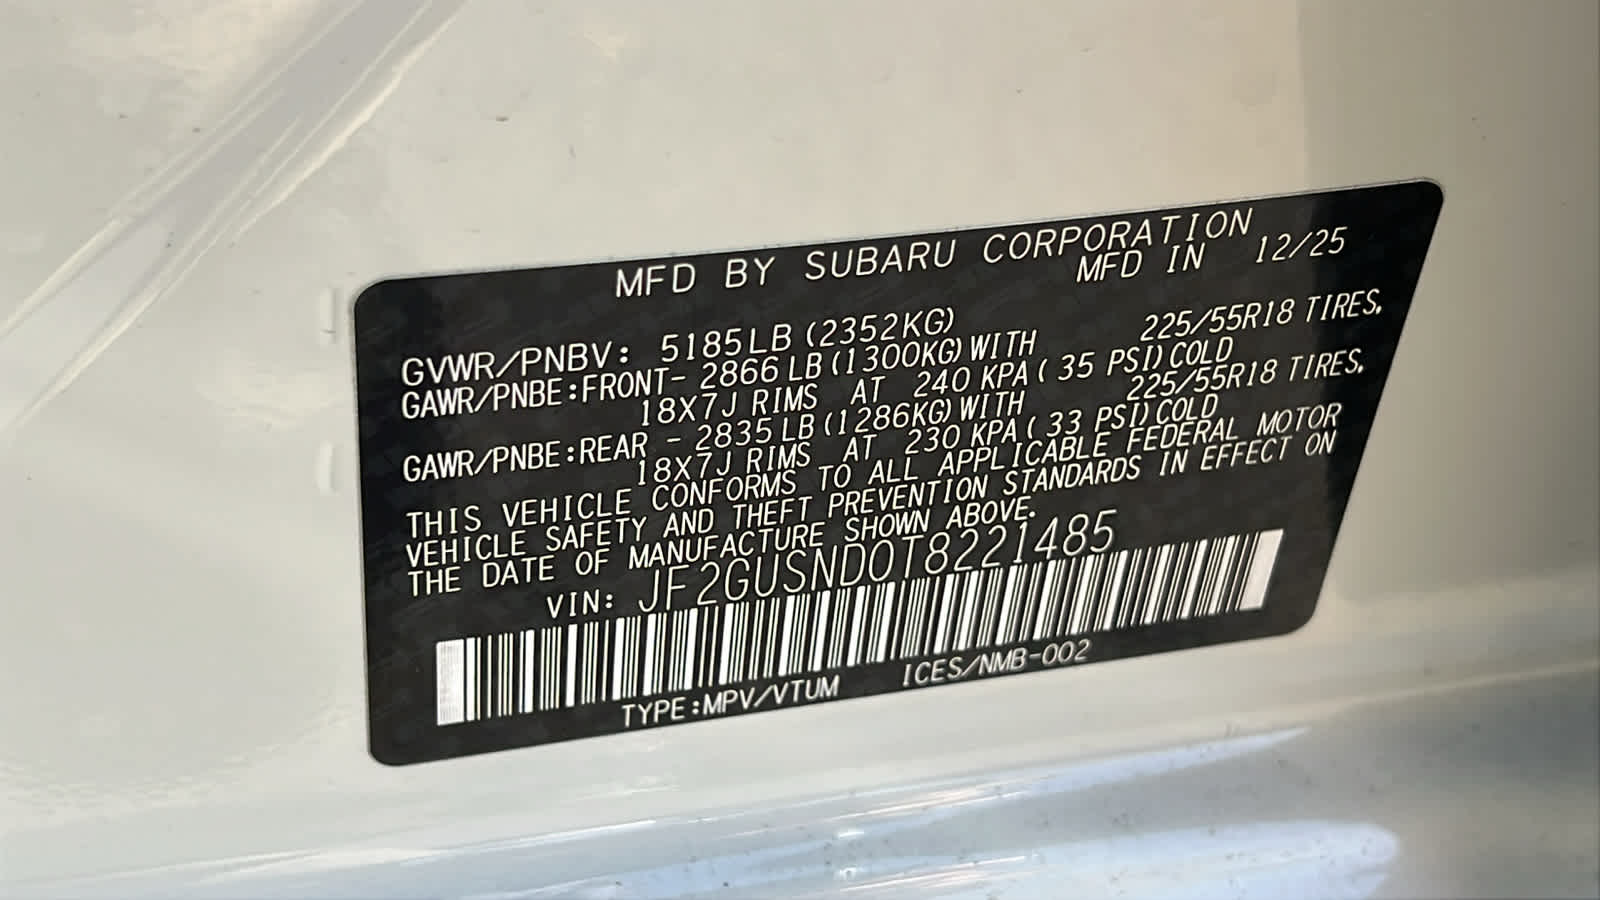 MFD BY SUBARU CORPORATION
MFD IN 12/25
GVWR/PNBV: 5185LB (2352KG)
GAWR/PNBE:FRONT- 2866 LB (1300KG) WITH 225/55R18 TIRES,
18X7J RIMS AT 240 KPA ( 35 PSI) COLD
GAWR/PNBE:REAR - 2835 LB (1286KG) WITH 225/55R18 TIRES,
18X7J RIMS AT 230 KPA ( 33 PSI) COLD
THIS VEHICLE CONFORMS TO ALL APPLICABLE FEDERAL MOTOR
VEHICLE SAFETY AND THEFT PREVENTION STANDARDS IN EFFECT ON
THE DATE OF MANUFACTURE SHOWN ABOVE.
VIN: JF2GUSND0T8221485
TYPE:MPV/VTUM ICES/NMB-002